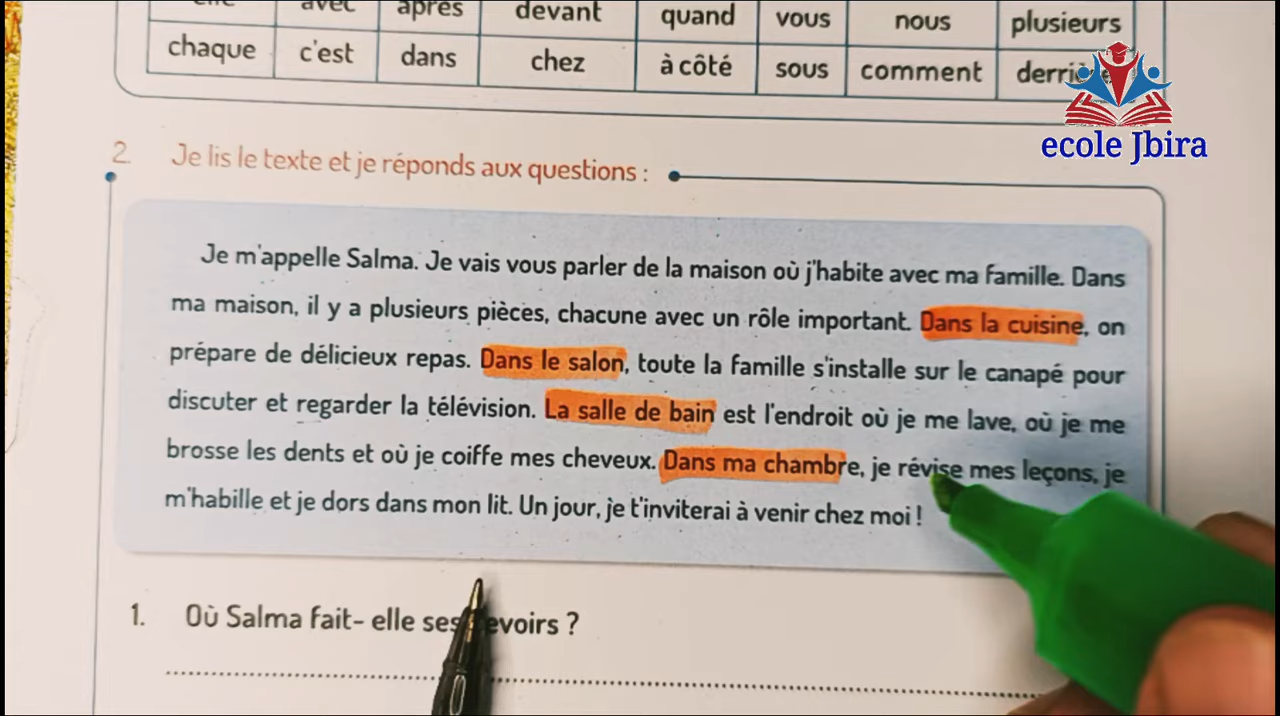 elle avec après devant quand vous nous plusieurs
chaque c'est dans chez à côté sous comment
ecole Jbira
2. Je lis le texte et je réponds aux questions :
Je m'appelle Salma. Je vais vous parler de la maison où j'habite avec ma famille. Dans
ma maison, il y a plusieurs pièces, chacune avec un rôle important. Dans la cuisine, on
prépare de délicieux repas. Dans le salon, toute la famille s'installe sur le canapé pour
discuter et regarder la télévision. La salle de bain est l'endroit où je me lave, où je me
brosse les dents et où je coiffe mes cheveux. Dans ma chambre, je révise mes leçons, je
m'habille et je dors dans mon lit. Un jour, je t'inviterai à venir chez moi !
1. Où Salma fait- elle ses devoirs ?